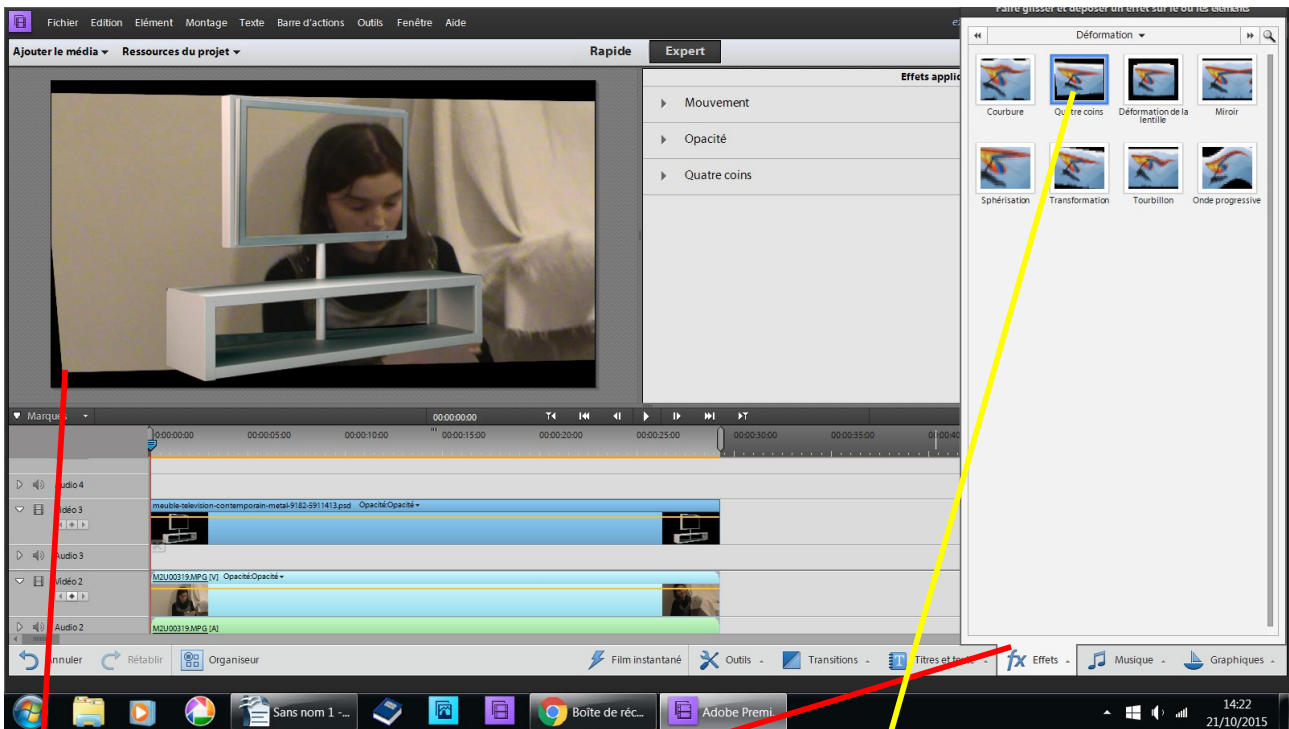 Fichier Edition Elément Montage Texte Barre d'actions Outils Fenêtre Aide
Faire glisser et déposer un effet sur le ou les éléments
Ajouter le média Ressources du projet Rapide Expert
Déformation
Effets applic
Mouvement
Opacité
Quatre coins
Courbure Quatre coins Déformation de la lentille Miroir
Sphérisation Transformation Tourbillon Onde progressive
Marques 00:00:00:00
0:00:00:00 00:00:05:00 00:00:10:00 00:00:15:00 00:00:20:00 00:00:25:00 00:00:30:00 00:00:35:00 00:00:40
Audio 4
Vidéo 3 meuble-television-contemporain-metal-9182-5911413.psd Opacité:Opacité
Audio 3
Vidéo 2 M2U00319.MPG [V] Opacité:Opacité
Audio 2 M2U00319.MPG [A]
Annuler Rétablir Organiseur Film instantané Outils Transitions Titres et texte fx Effets Musique Graphiques
Sans nom 1 -... Boîte de réc... Adobe Premi... 14:22
21/10/2015